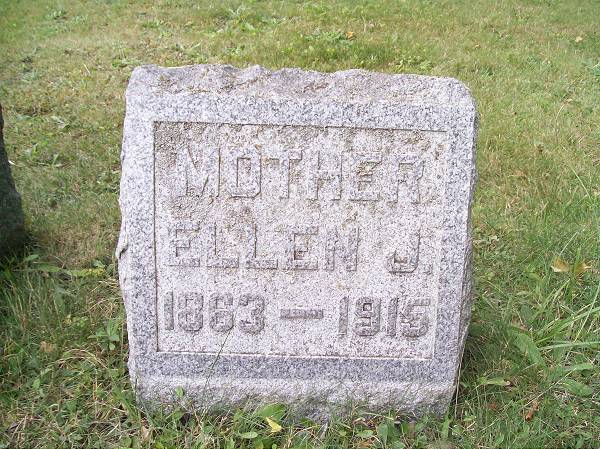 MOTHER
ELLEN J.
1863 — 1915